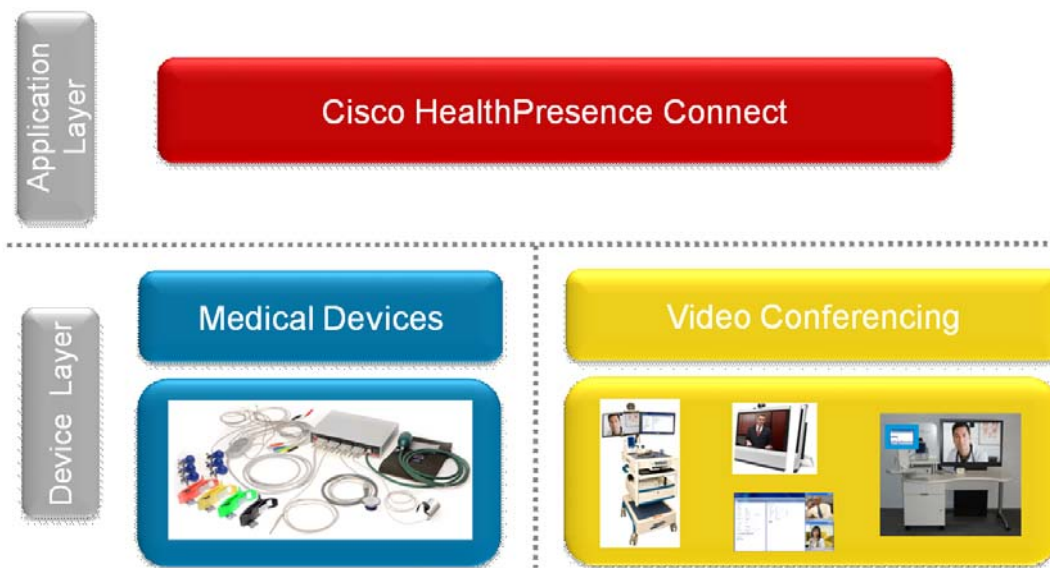 Application
Layer
Cisco HealthPresence Connect
Device Layer
Medical Devices
Video Conferencing